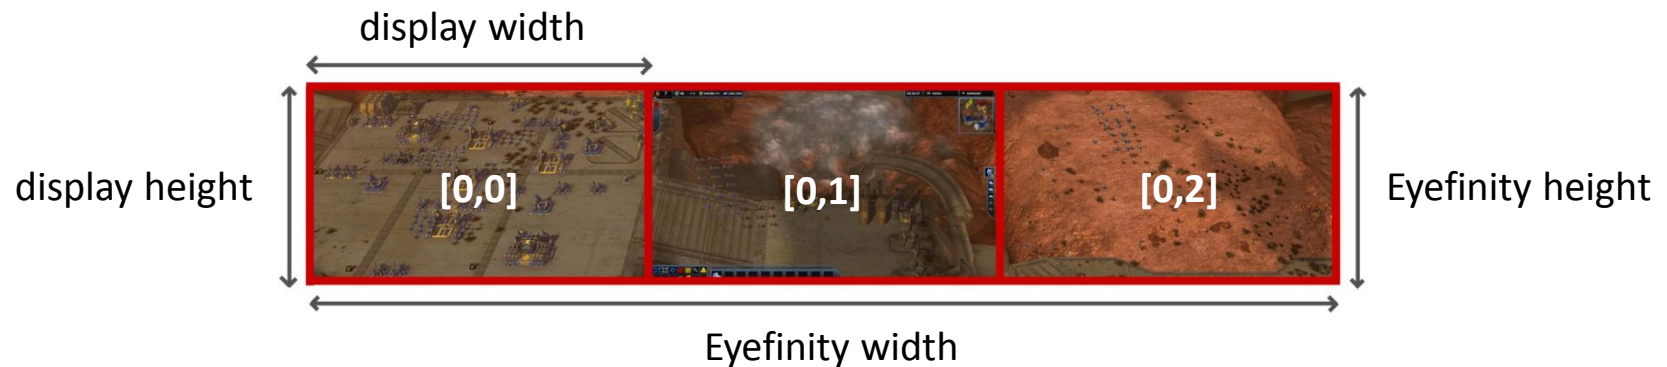 display width
display height
[0,0]
[0,1]
[0,2]
Eyefinity height
Eyefinity width